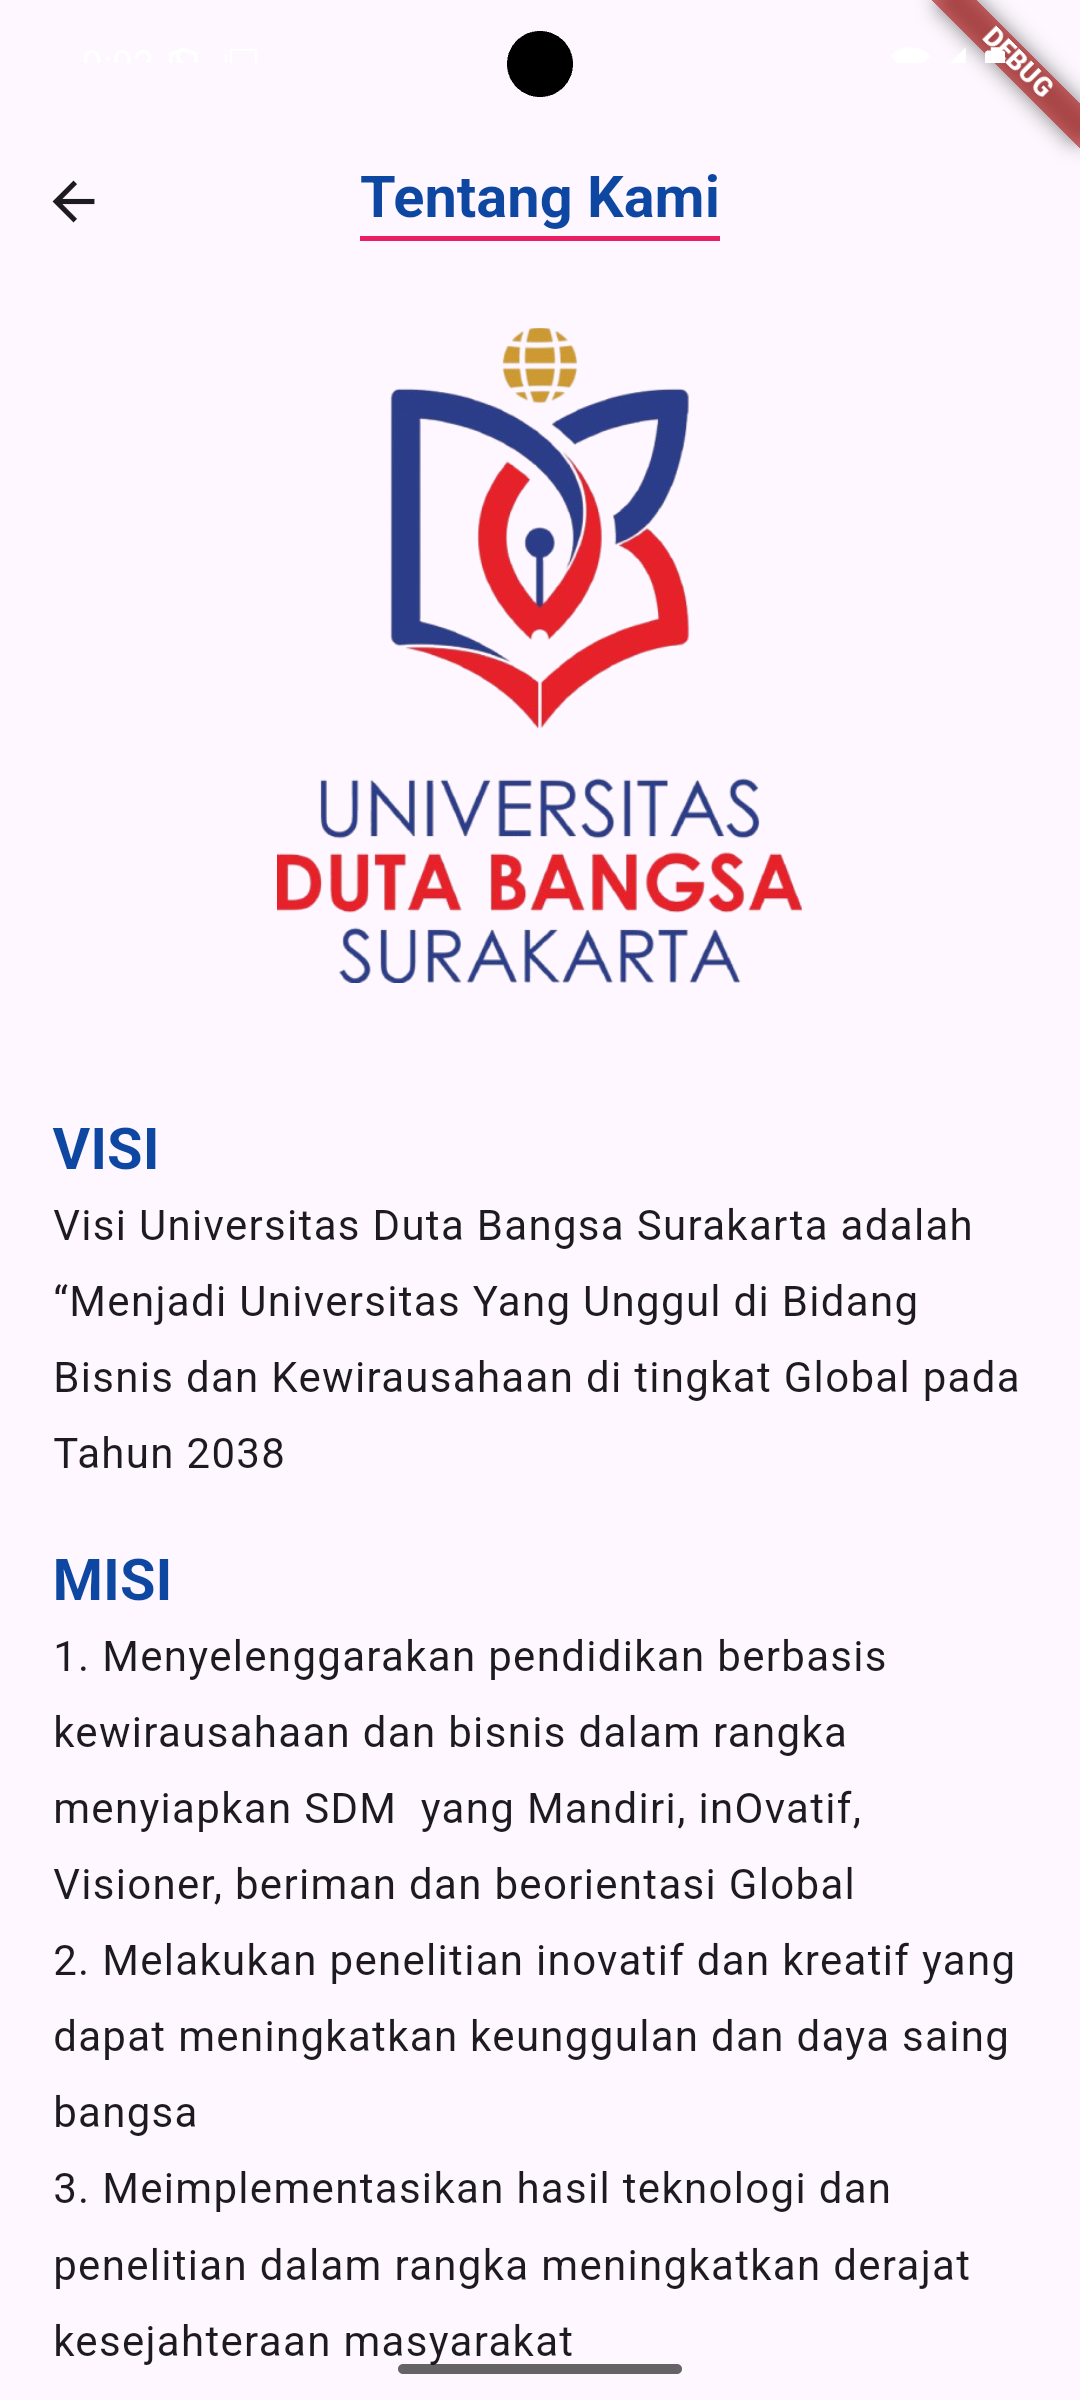 DEBUG
Tentang Kami
UNIVERSITAS
DUTA BANGSA
SURAKARTA
VISI
Visi Universitas Duta Bangsa Surakarta adalah
“Menjadi Universitas Yang Unggul di Bidang
Bisnis dan Kewirausahaan di tingkat Global pada
Tahun 2038
MISI
1. Menyelenggarakan pendidikan berbasis
kewirausahaan dan bisnis dalam rangka
menyiapkan SDM  yang Mandiri, inOvatif,
Visioner, beriman dan beorientasi Global
2. Melakukan penelitian inovatif dan kreatif yang
dapat meningkatkan keunggulan dan daya saing
bangsa
3. Meimplementasikan hasil teknologi dan
penelitian dalam rangka meningkatkan derajat
kesejahteraan masyarakat